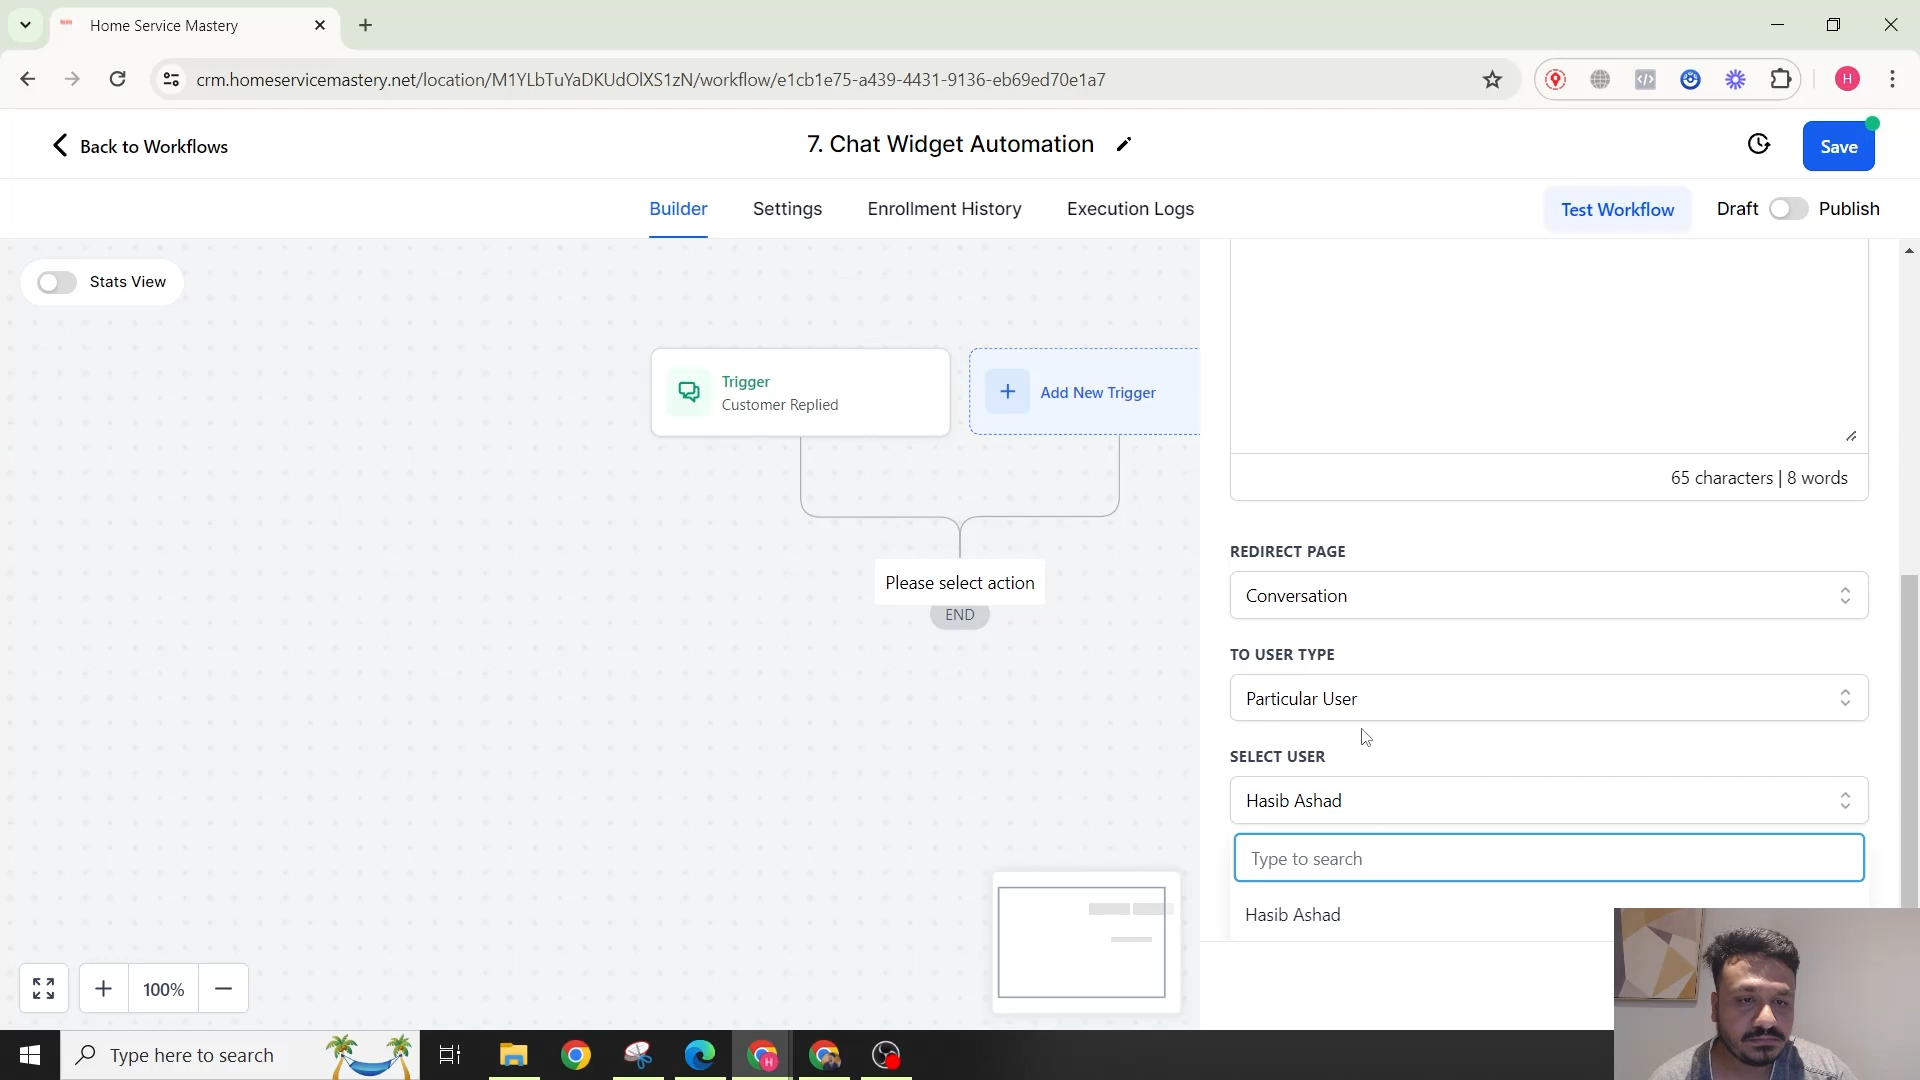 Home Service Mastery
crm.homeservicemastery.net/location/M1YLbTuYaDKUdOlXS1zN/workflow/e1cb1e75-a439-4431-9136-eb69ed70e1a7
H
Back to Workflows
7. Chat Widget Automation
Save
Builder
Settings
Enrollment History
Execution Logs
Test Workflow
Draft
Publish
Stats View
Trigger
Customer Replied
Add New Trigger
Please select action
END
65 characters | 8 words
REDIRECT PAGE
Conversation
TO USER TYPE
Particular User
SELECT USER
Hasib Ashad
Type to search
Hasib Ashad
100%
Type here to search
H